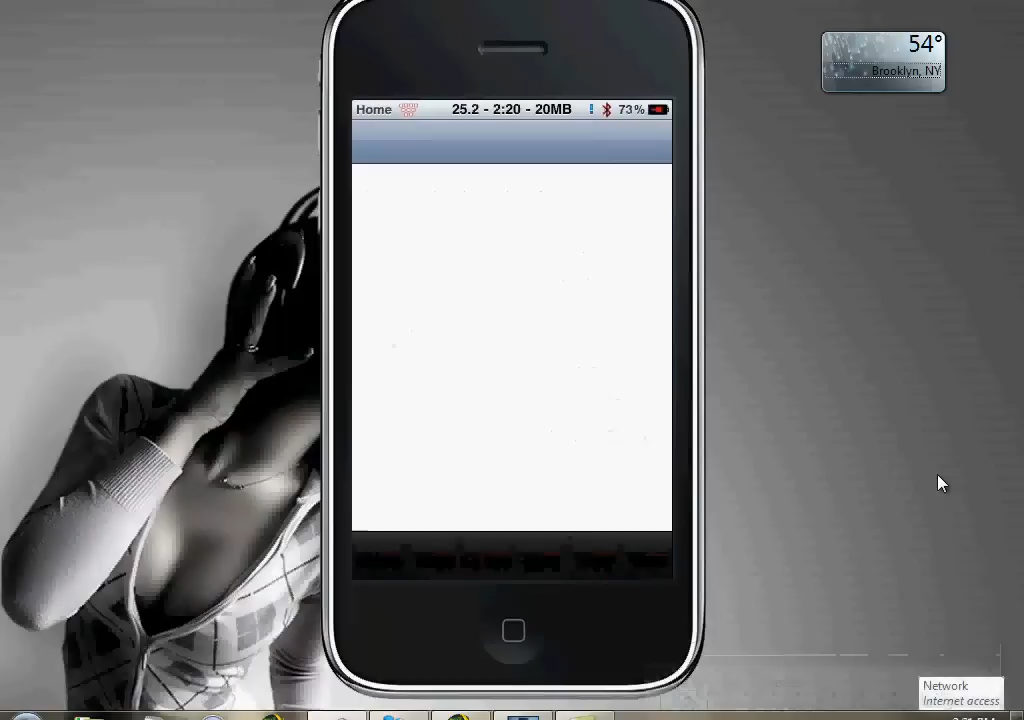 54°
Brooklyn, NY
Home 25.2 - 2:20 - 20MB 73%
Network
Internet access